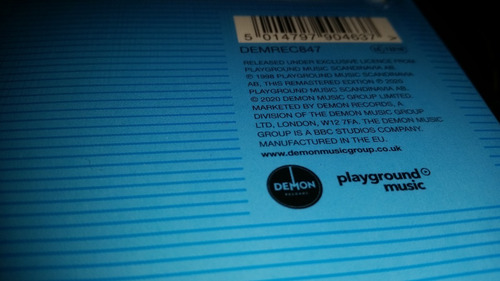 5 014797 904637
DEMREC847
RELEASED UNDER EXCLUSIVE LICENCE FROM
PLAYGROUND MUSIC SCANDINAVIA AB.
℗ 1998 PLAYGROUND MUSIC SCANDINAVIA
AB, THIS REMASTERED EDITION ℗ 2020
PLAYGROUND MUSIC SCANDINAVIA AB.
© 2020 DEMON MUSIC GROUP LIMITED.
MARKETED BY DEMON RECORDS, A
DIVISION OF THE DEMON MUSIC GROUP
LTD, LONDON, W12 7FA. THE DEMON MUSIC
GROUP IS A BBC STUDIOS COMPANY.
MANUFACTURED IN THE EU.
www.demonmusicgroup.co.uk
DEMON
RECORDS
playground
music